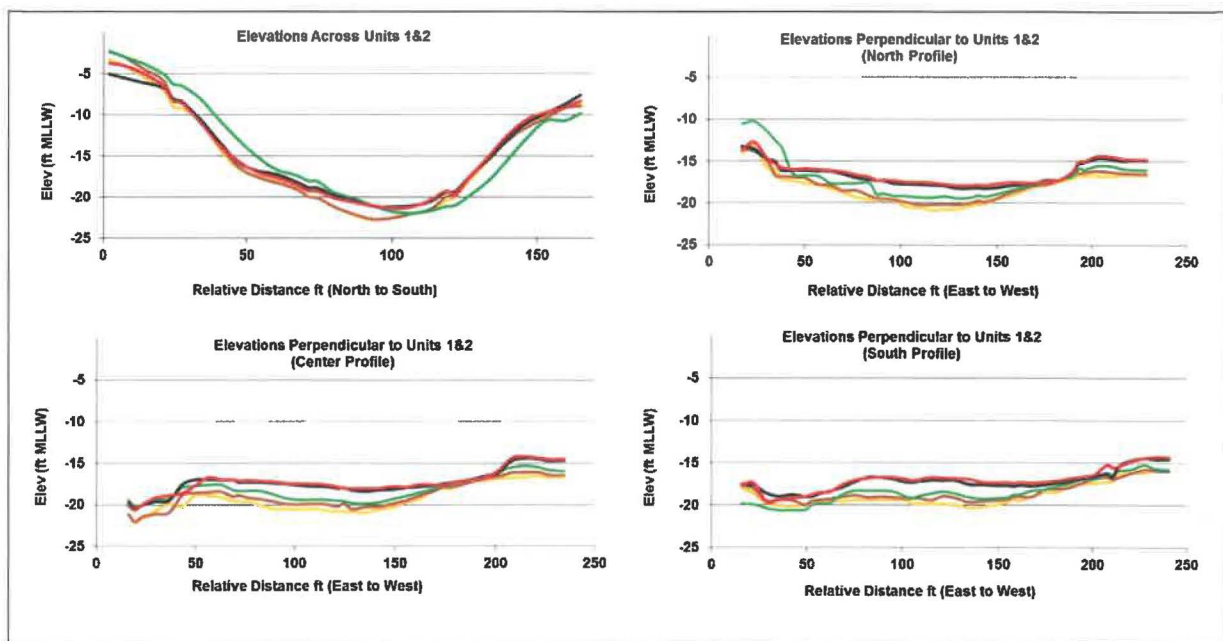 Elevations Across Units 1&2
-5
-10
-15
-20
-25
0
50
100
150
Elev (ft MLLW)
Relative Distance ft (North to South)
Elevations Perpendicular to Units 1&2
(North Profile)
-5
-10
-15
-20
-25
0
50
100
150
200
250
Elev (ft MLLW)
Relative Distance ft (East to West)
Elevations Perpendicular to Units 1&2
(Center Profile)
-5
-10
-15
-20
-25
0
50
100
150
200
250
Elev (ft MLLW)
Relative Distance ft (East to West)
Elevations Perpendicular to Units 1&2
(South Profile)
-5
-10
-15
-20
-25
0
50
100
150
200
250
Elev (ft MLLW)
Relative Distance ft (East to West)